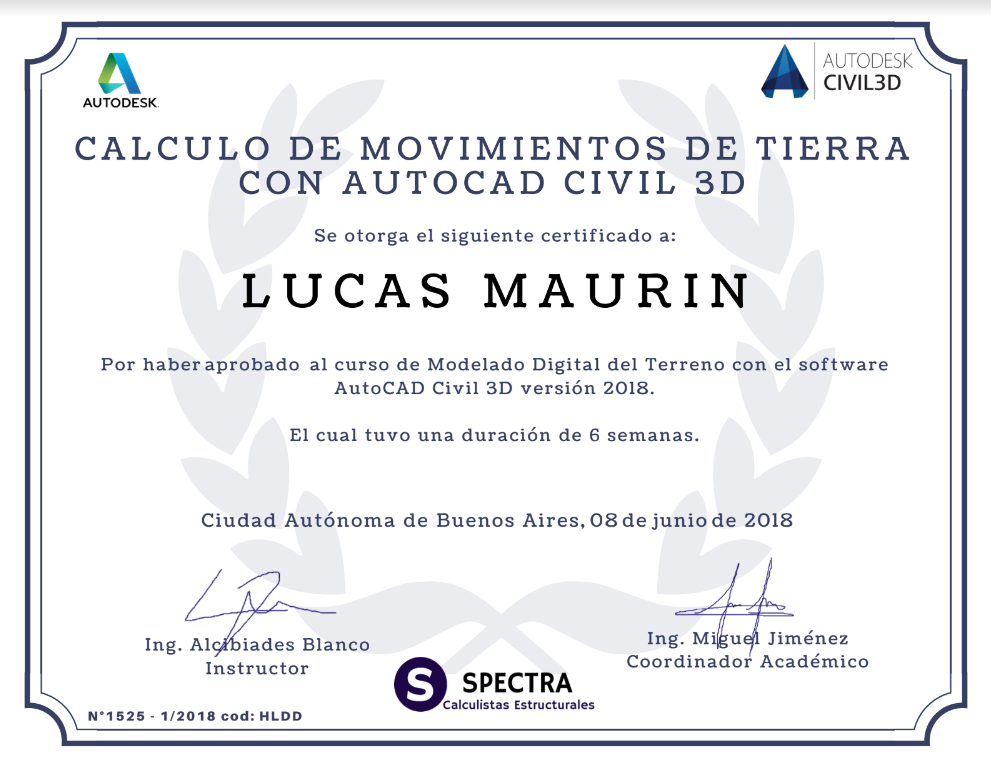 AUTODESK.
AUTODESK
CIVIL3D
CALCULO DE MOVIMIENTOS DE TIERRA
CON AUTOCAD CIVIL 3D
Se otorga el siguiente certificado a:
LUCAS MAURIN
Por haber aprobado al curso de Modelado Digital del Terreno con el software
AutoCAD Civil 3D versión 2018.
El cual tuvo una duración de 6 semanas.
Ciudad Autónoma de Buenos Aires, 08 de junio de 2018
Ing. Alcibiades Blanco
Instructor
Ing. Miguel Jiménez
Coordinador Académico
S SPECTRA
Calculistas Estructurales
N°1525 - 1/2018 cod: HLDD